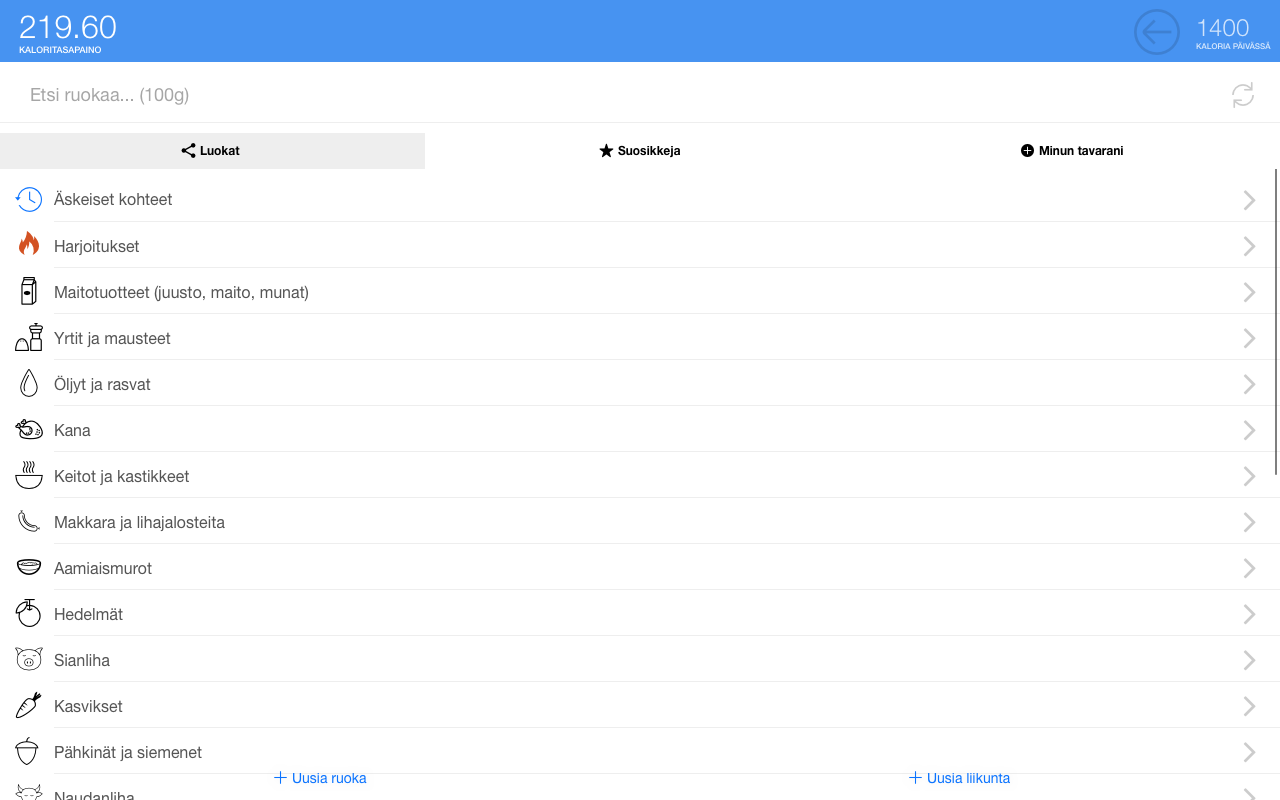 219.60
KALORITASAPAINO
1400
KALORIA PÄIVÄSSÄ
Etsi ruokaa... (100g)
Luokat
Suosikkeja
Minun tavarani
Äskeiset kohteet
Harjoitukset
Maitotuotteet (juusto, maito, munat)
Yrtit ja mausteet
Öljyt ja rasvat
Kana
Keitot ja kastikkeet
Makkara ja lihajalosteita
Aamiaismurot
Hedelmät
Sianliha
Kasvikset
Pähkinät ja siemenet
Uusia ruoka
Uusia liikunta
Naudanliha